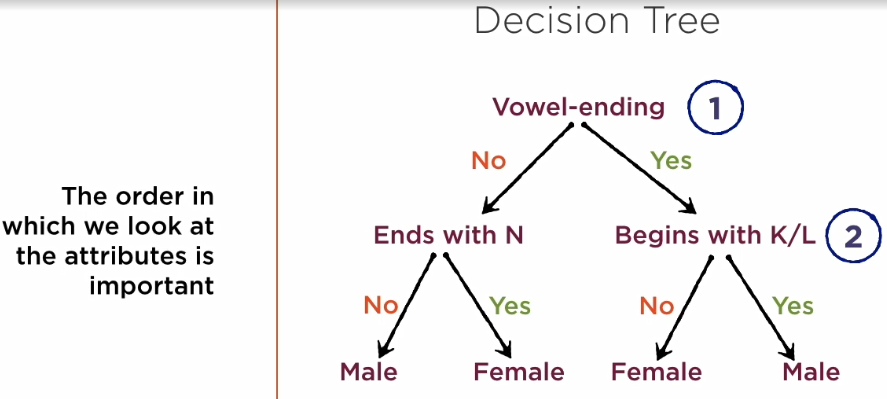 Decision Tree
Vowel-ending 1
No Yes
The order in
which we look at
the attributes is
important
Ends with N Begins with K/L 2
No Yes No Yes
Male Female Female Male